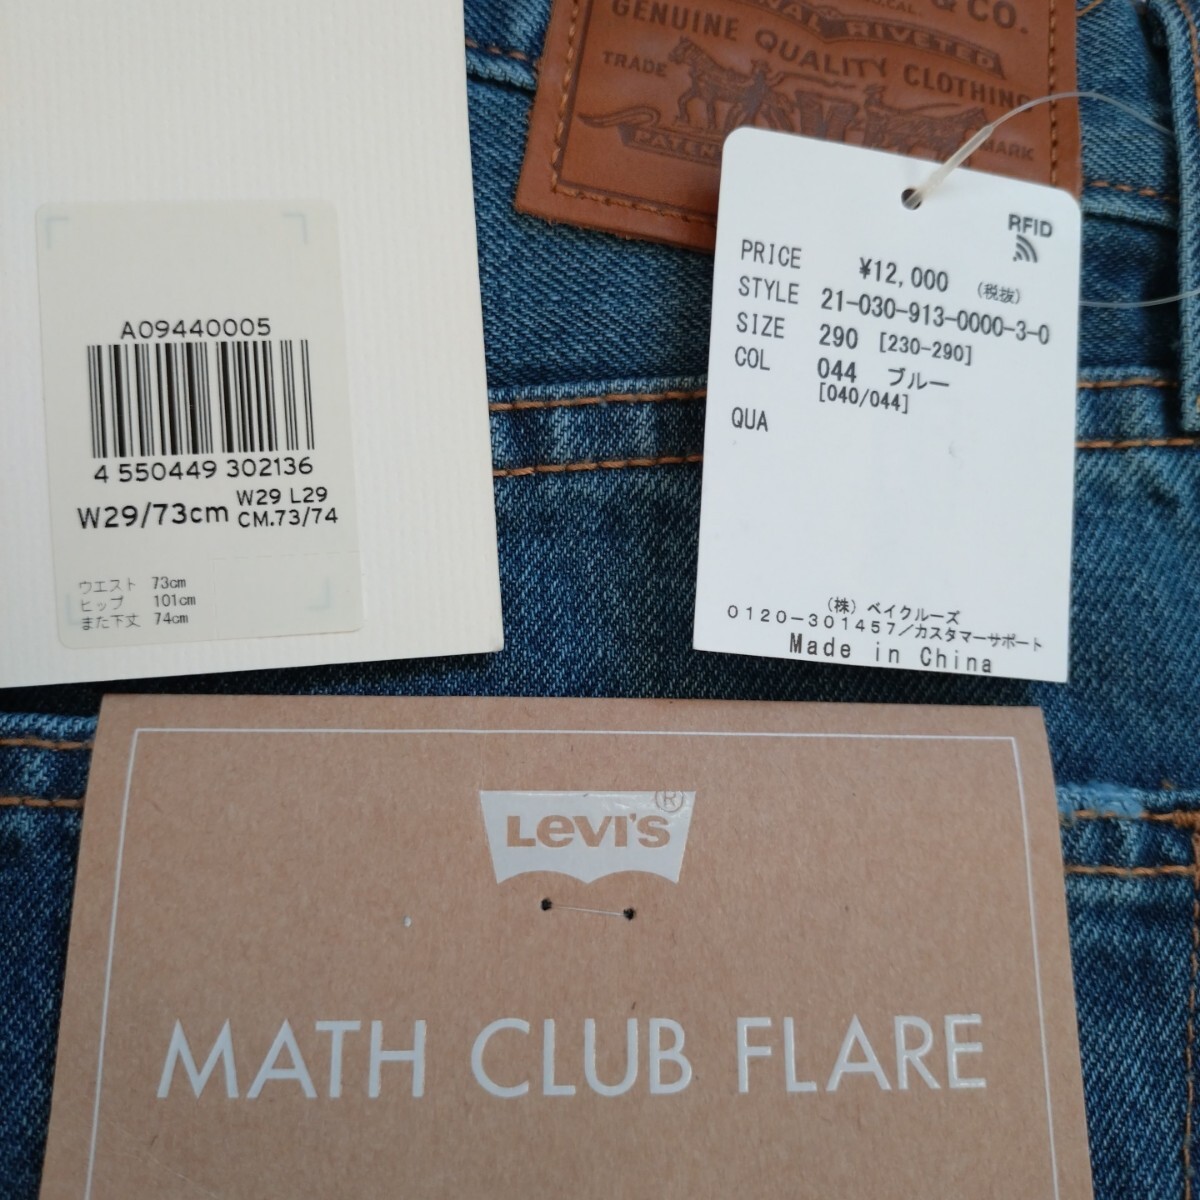 & CO.
RIVETED
GENUINE QUALITY CLOTHING
TRADE
MARK
A09440005
4 550449 302136
W29/73cm
W29 L29
CM.73/74
ウエスト 73cm
ヒップ 101cm
また下丈 74cm
RFID
PRICE ¥12,000 (税抜)
STYLE 21-030-913-0000-3-0
SIZE 290 [230-290]
COL 044 ブルー
[040/044]
QUA
(株)ベイクルーズ
0120-301457/カスタマーサポート
Made in China
Levi's ®
MATH CLUB FLARE